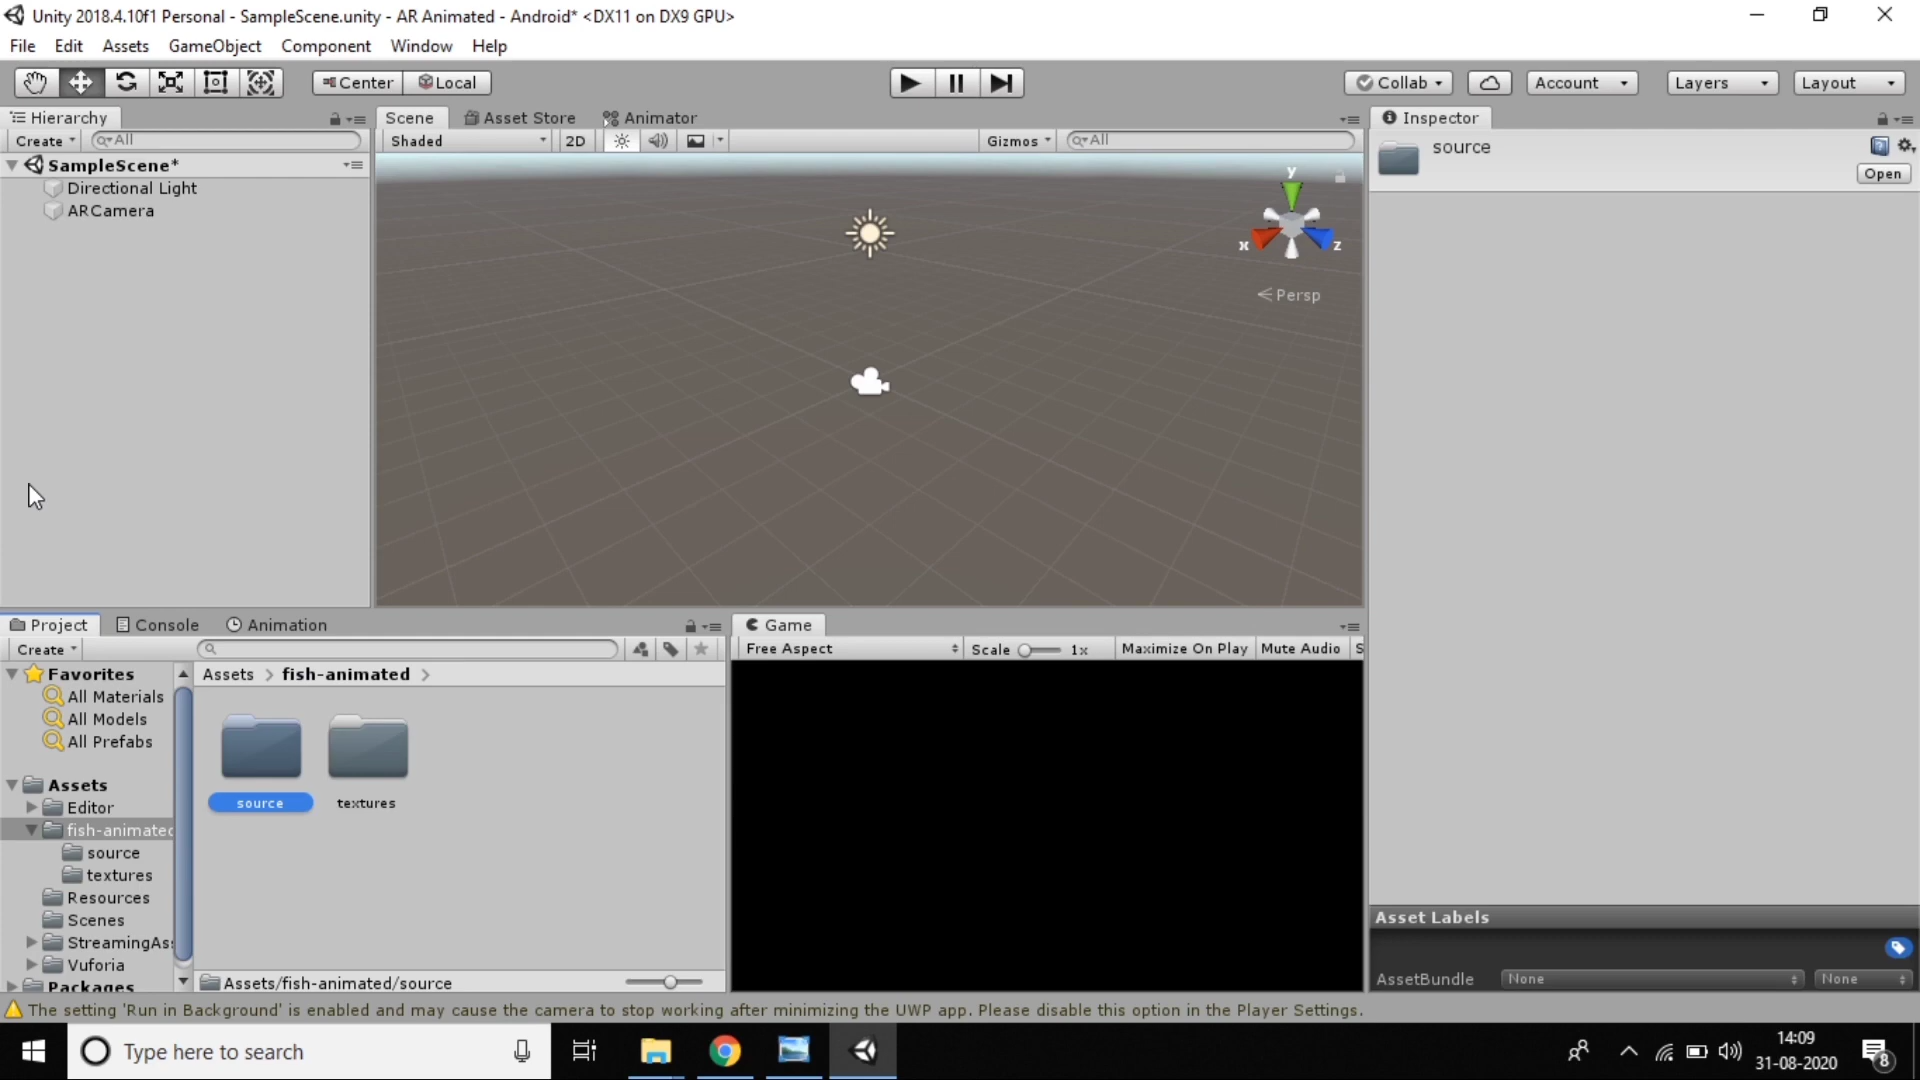 Unity 2018.4.10f1 Personal - SampleScene.unity - AR Animated - Android* <DX11 on DX9 GPU>
File Edit Assets GameObject Component Window Help
Center Local Collab Account Layers Layout
Hierarchy
Create All
SampleScene*
Directional Light
ARCamera
Scene Asset Store Animator
Shaded 2D Gizmos All
y
x z
Persp
Inspector
source
Open
Project Console Animation
Create
Favorites
All Materials
All Models
All Prefabs
Assets
Editor
fish-animated
source
textures
Resources
Scenes
StreamingAss
Vuforia
Packages
Assets > fish-animated >
source textures
Assets/fish-animated/source
Game
Free Aspect Scale 1x Maximize On Play Mute Audio S
Asset Labels
AssetBundle None None
The setting 'Run in Background' is enabled and may cause the camera to stop working after minimizing the UWP app. Please disable this option in the Player Settings.
Type here to search
14:09
31-08-2020
8